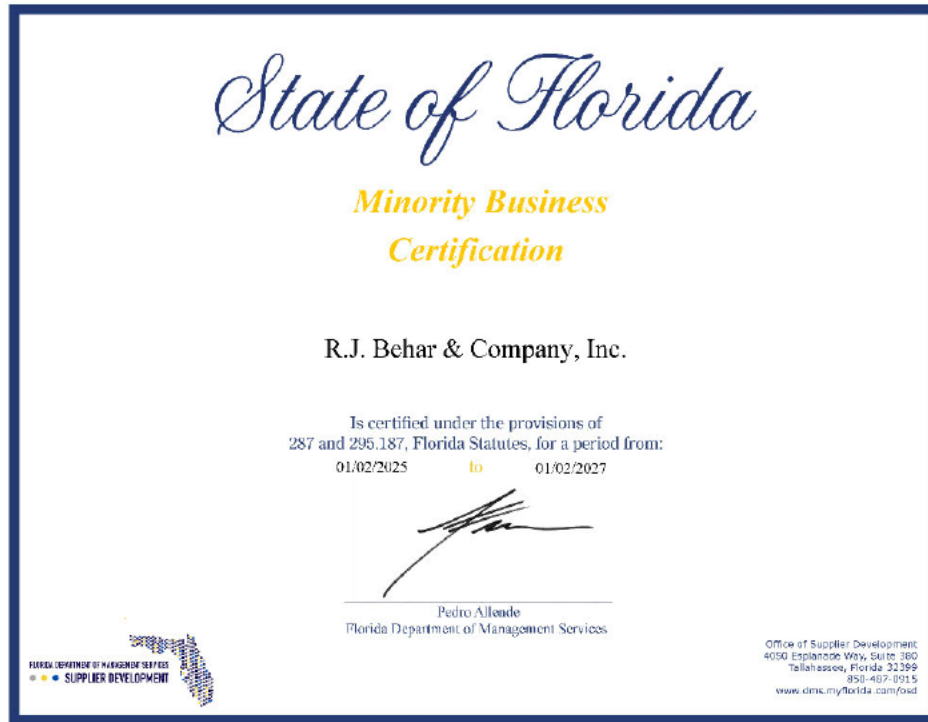 State of Florida
Minority Business
Certification
R.J. Behar & Company, Inc.
Is certified under the provisions of
287 and 295.187, Florida Statutes, for a period from:
01/02/2025 to 01/02/2027
Pedro Allende
Florida Department of Management Services
FLORIDA DEPARTMENT OF MANAGEMENT SERVICES
SUPPLIER DEVELOPMENT
Office of Supplier Development
4050 Esplanade Way, Suite 380
Tallahassee, Florida 32399
850-487-0915
www.dms.myflorida.com/osd